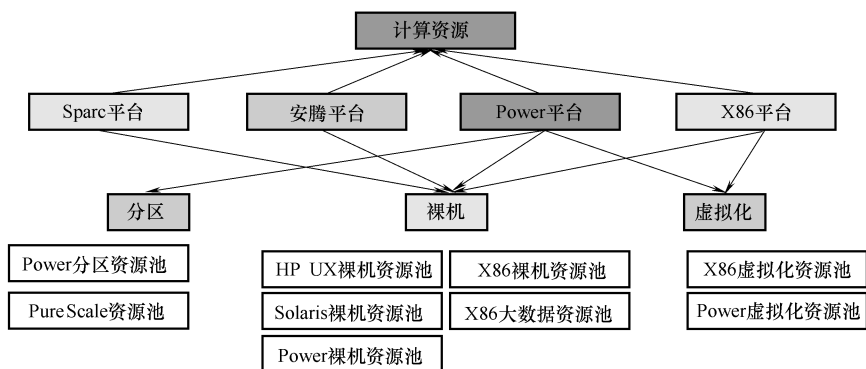 计算资源
Sparc平台
安腾平台
Power平台
X86平台
分区
裸机
虚拟化
Power分区资源池
PureScale资源池
HP UX裸机资源池
Solaris裸机资源池
Power裸机资源池
X86裸机资源池
X86大数据资源池
X86虚拟化资源池
Power虚拟化资源池